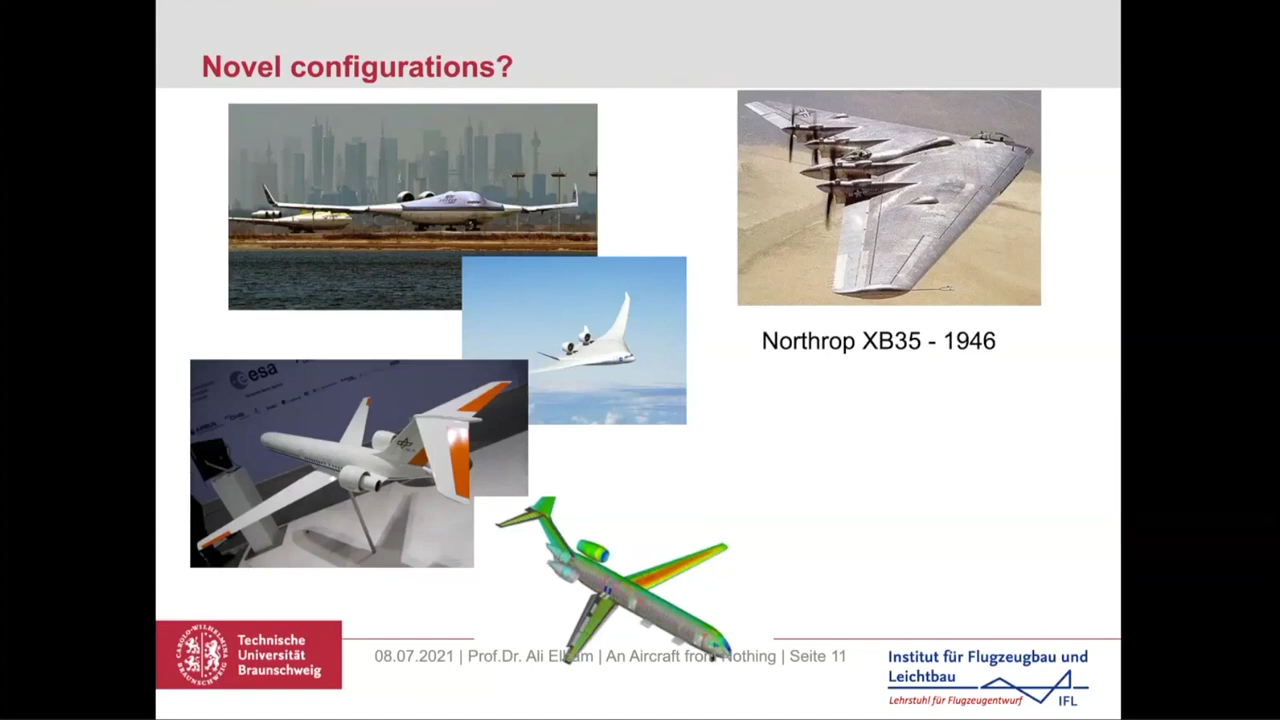 Novel configurations?
Northrop XB35 - 1946
esa
Technische
Universität
Braunschweig
08.07.2021 | Prof.Dr. Ali | An Aircraft from Nothing | Seite 11
Institut für Flugzeugbau und
Leichtbau
Lehrstuhl für Flugzeugentwurf
IFL